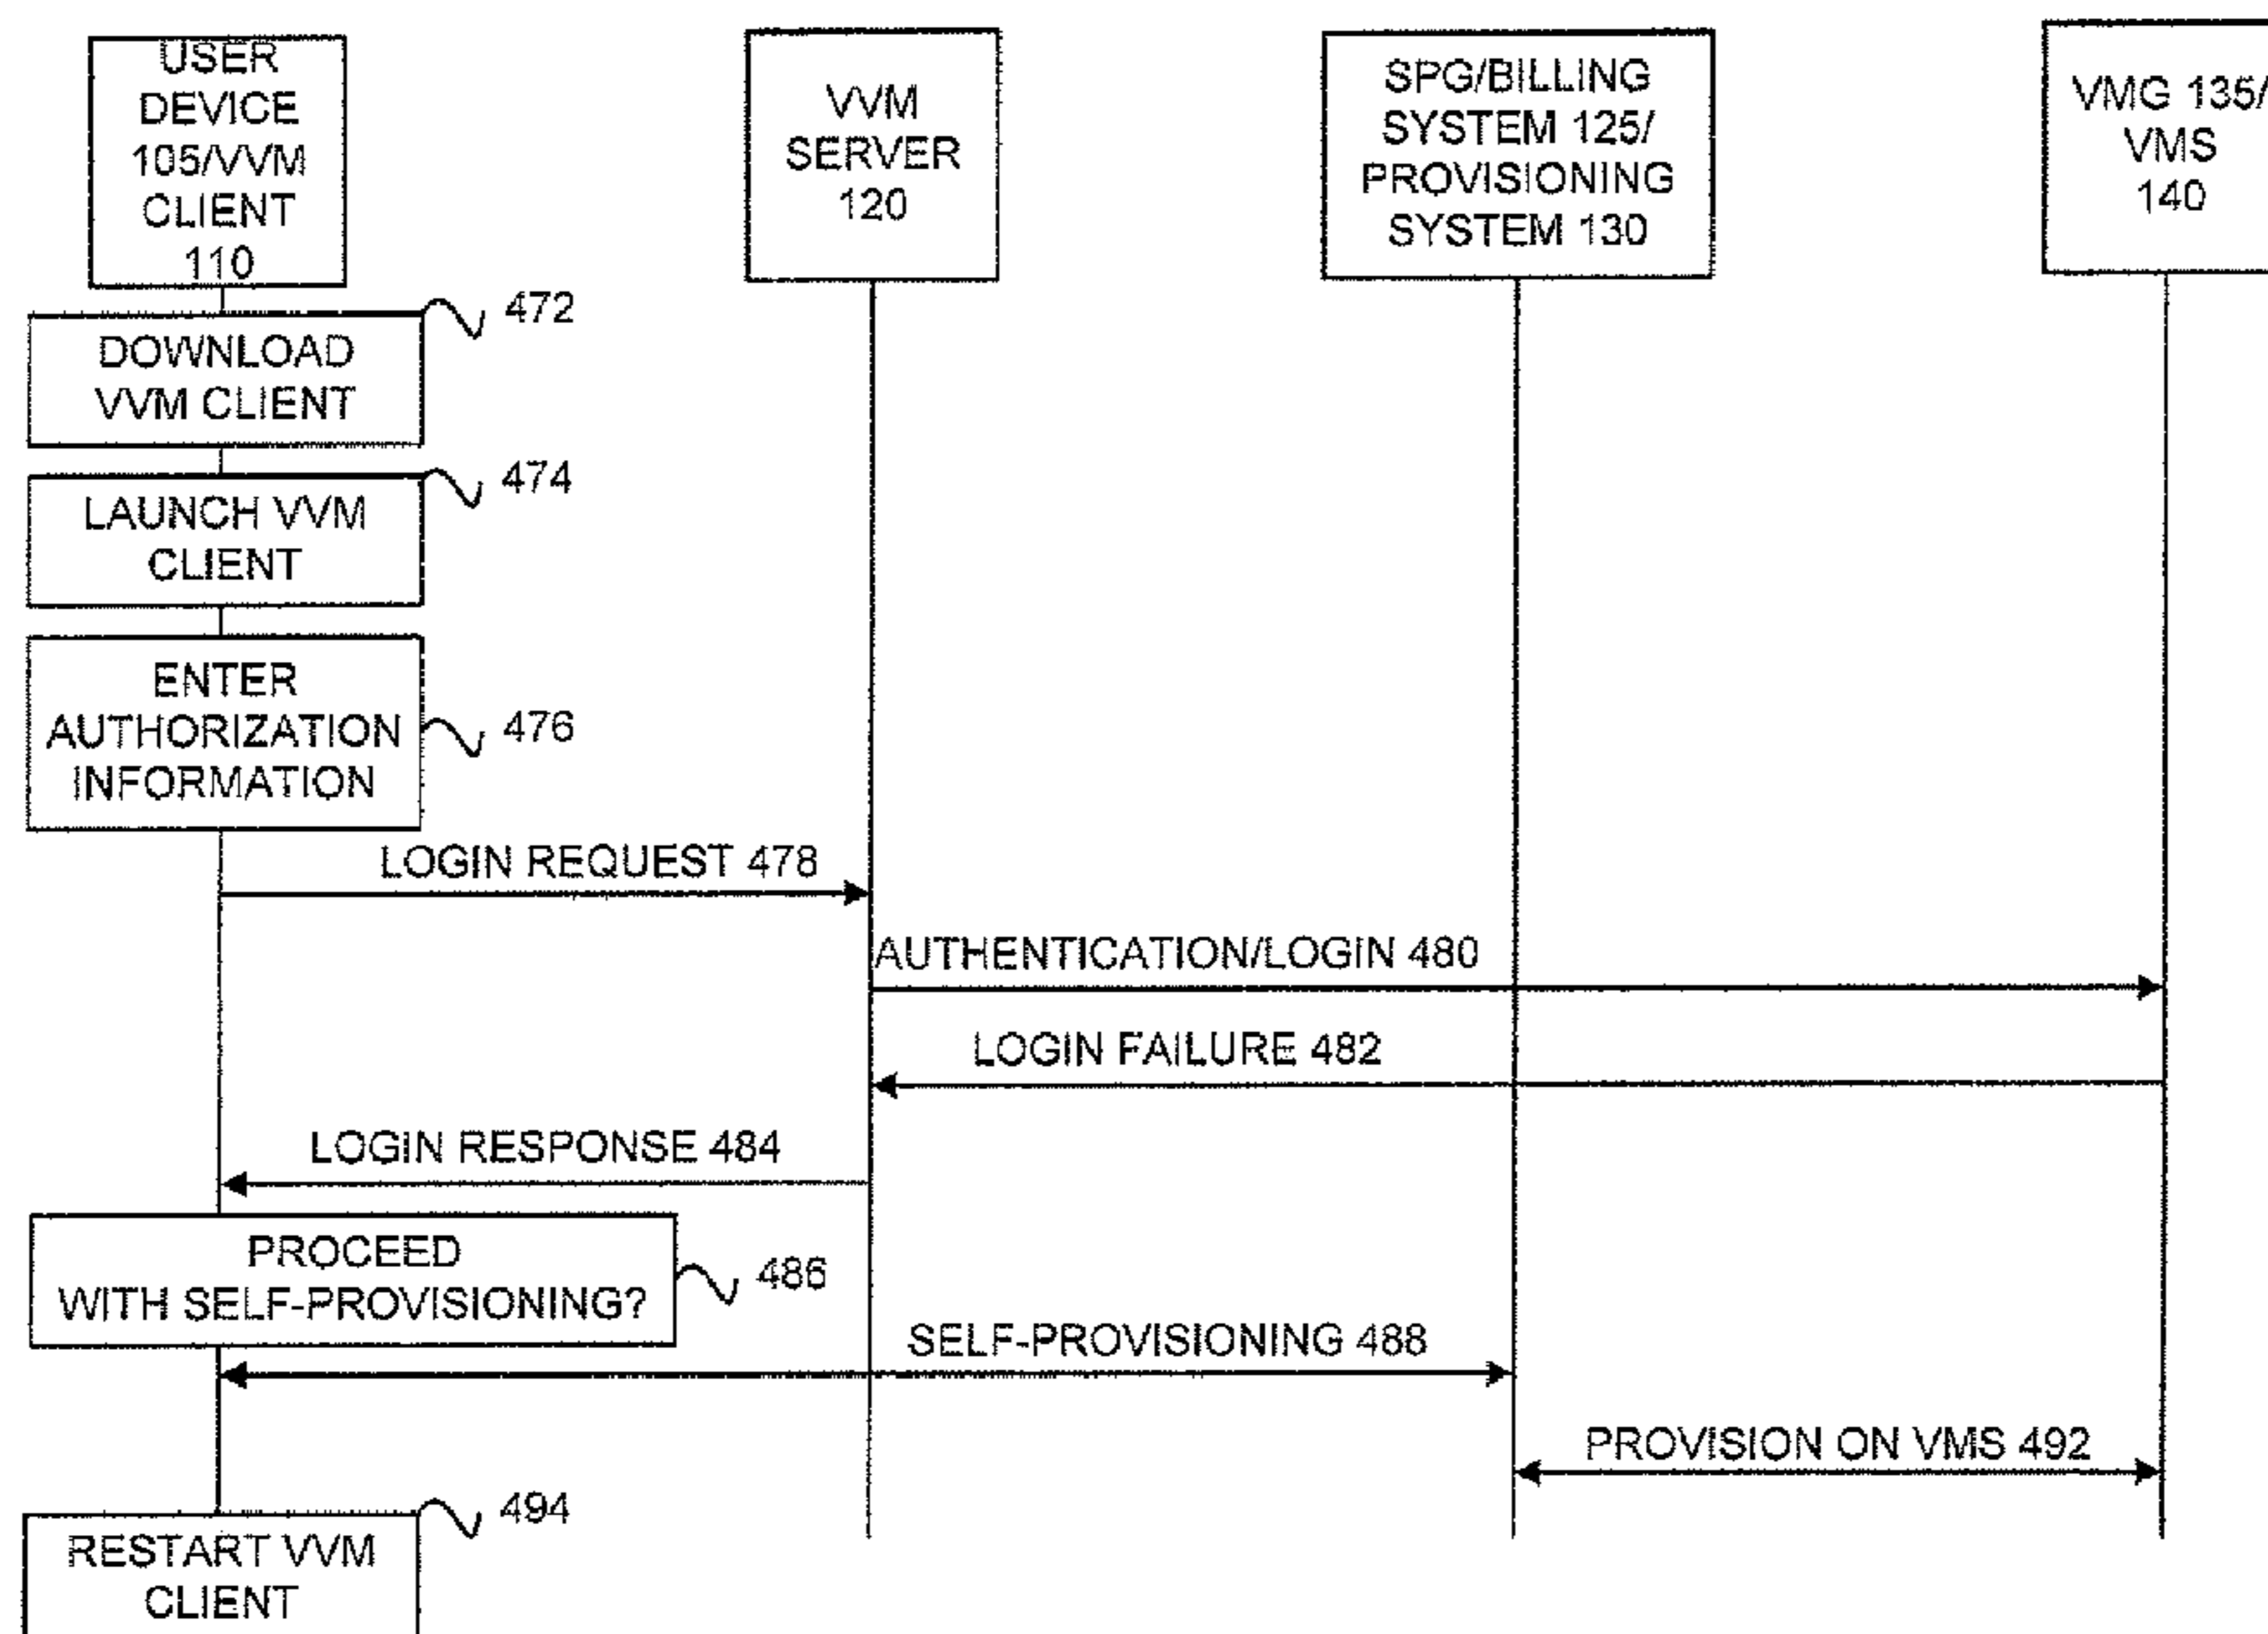 USER
DEVICE
105/VVM
CLIENT
110
VVM
SERVER
120
SPG/BILLING
SYSTEM 125/
PROVISIONING
SYSTEM 130
VMG 135/
VMS
140
472
DOWNLOAD
VVM CLIENT
474
LAUNCH VVM
CLIENT
ENTER
AUTHORIZATION
INFORMATION
476
LOGIN REQUEST 478
AUTHENTICATION/LOGIN 480
LOGIN FAILURE 482
LOGIN RESPONSE 484
PROCEED
WITH SELF-PROVISIONING?
486
SELF-PROVISIONING 488
PROVISION ON VMS 492
494
RESTART VVM
CLIENT